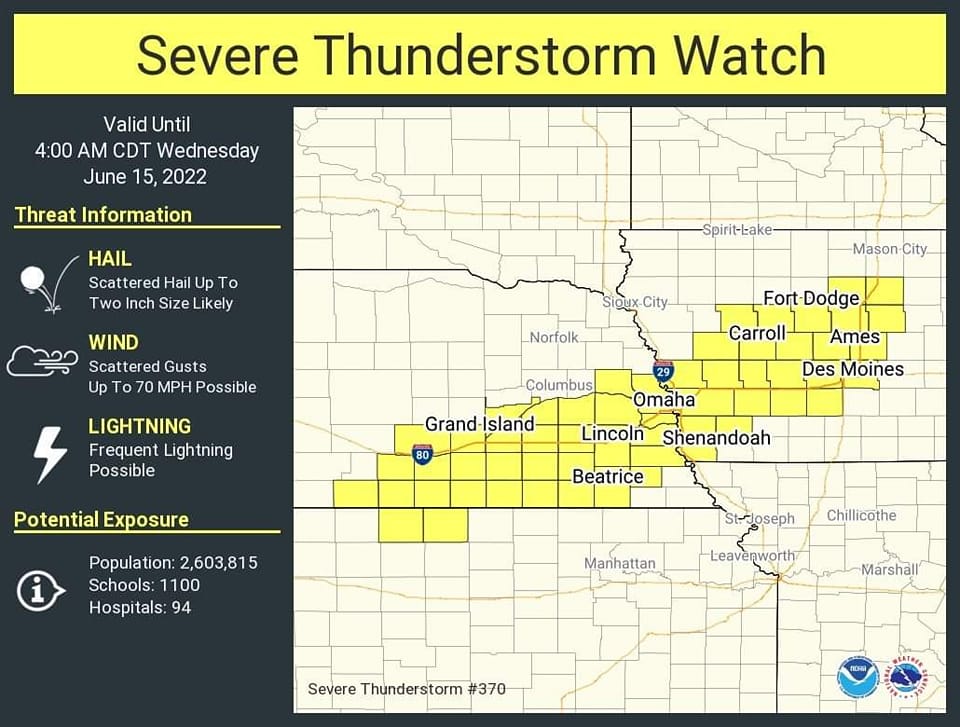 Severe Thunderstorm Watch
Valid Until
4:00 AM CDT Wednesday
June 15, 2022
Threat Information
HAIL
Scattered Hail Up To
Two Inch Size Likely
WIND
Scattered Gusts
Up To 70 MPH Possible
LIGHTNING
Frequent Lightning
Possible
Potential Exposure
Population: 2,603,815
Schools: 1100
Hospitals: 94
Spirit Lake
Mason City
Sioux City
Fort Dodge
Norfolk
Carroll
Ames
29
Des Moines
Columbus
Omaha
Grand Island
Lincoln
Shenandoah
80
Beatrice
St. Joseph
Chillicothe
Manhattan
Leavenworth
Marshall
Severe Thunderstorm #370
NOAA
NATIONAL WEATHER SERVICE